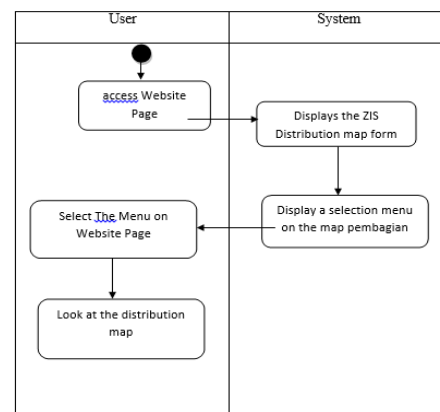 User
System
access Website
Page
Displays the ZIS
Distribution map form
Display a selection menu
on the map pembagian
Select The Menu on
Website Page
Look at the distribution
map